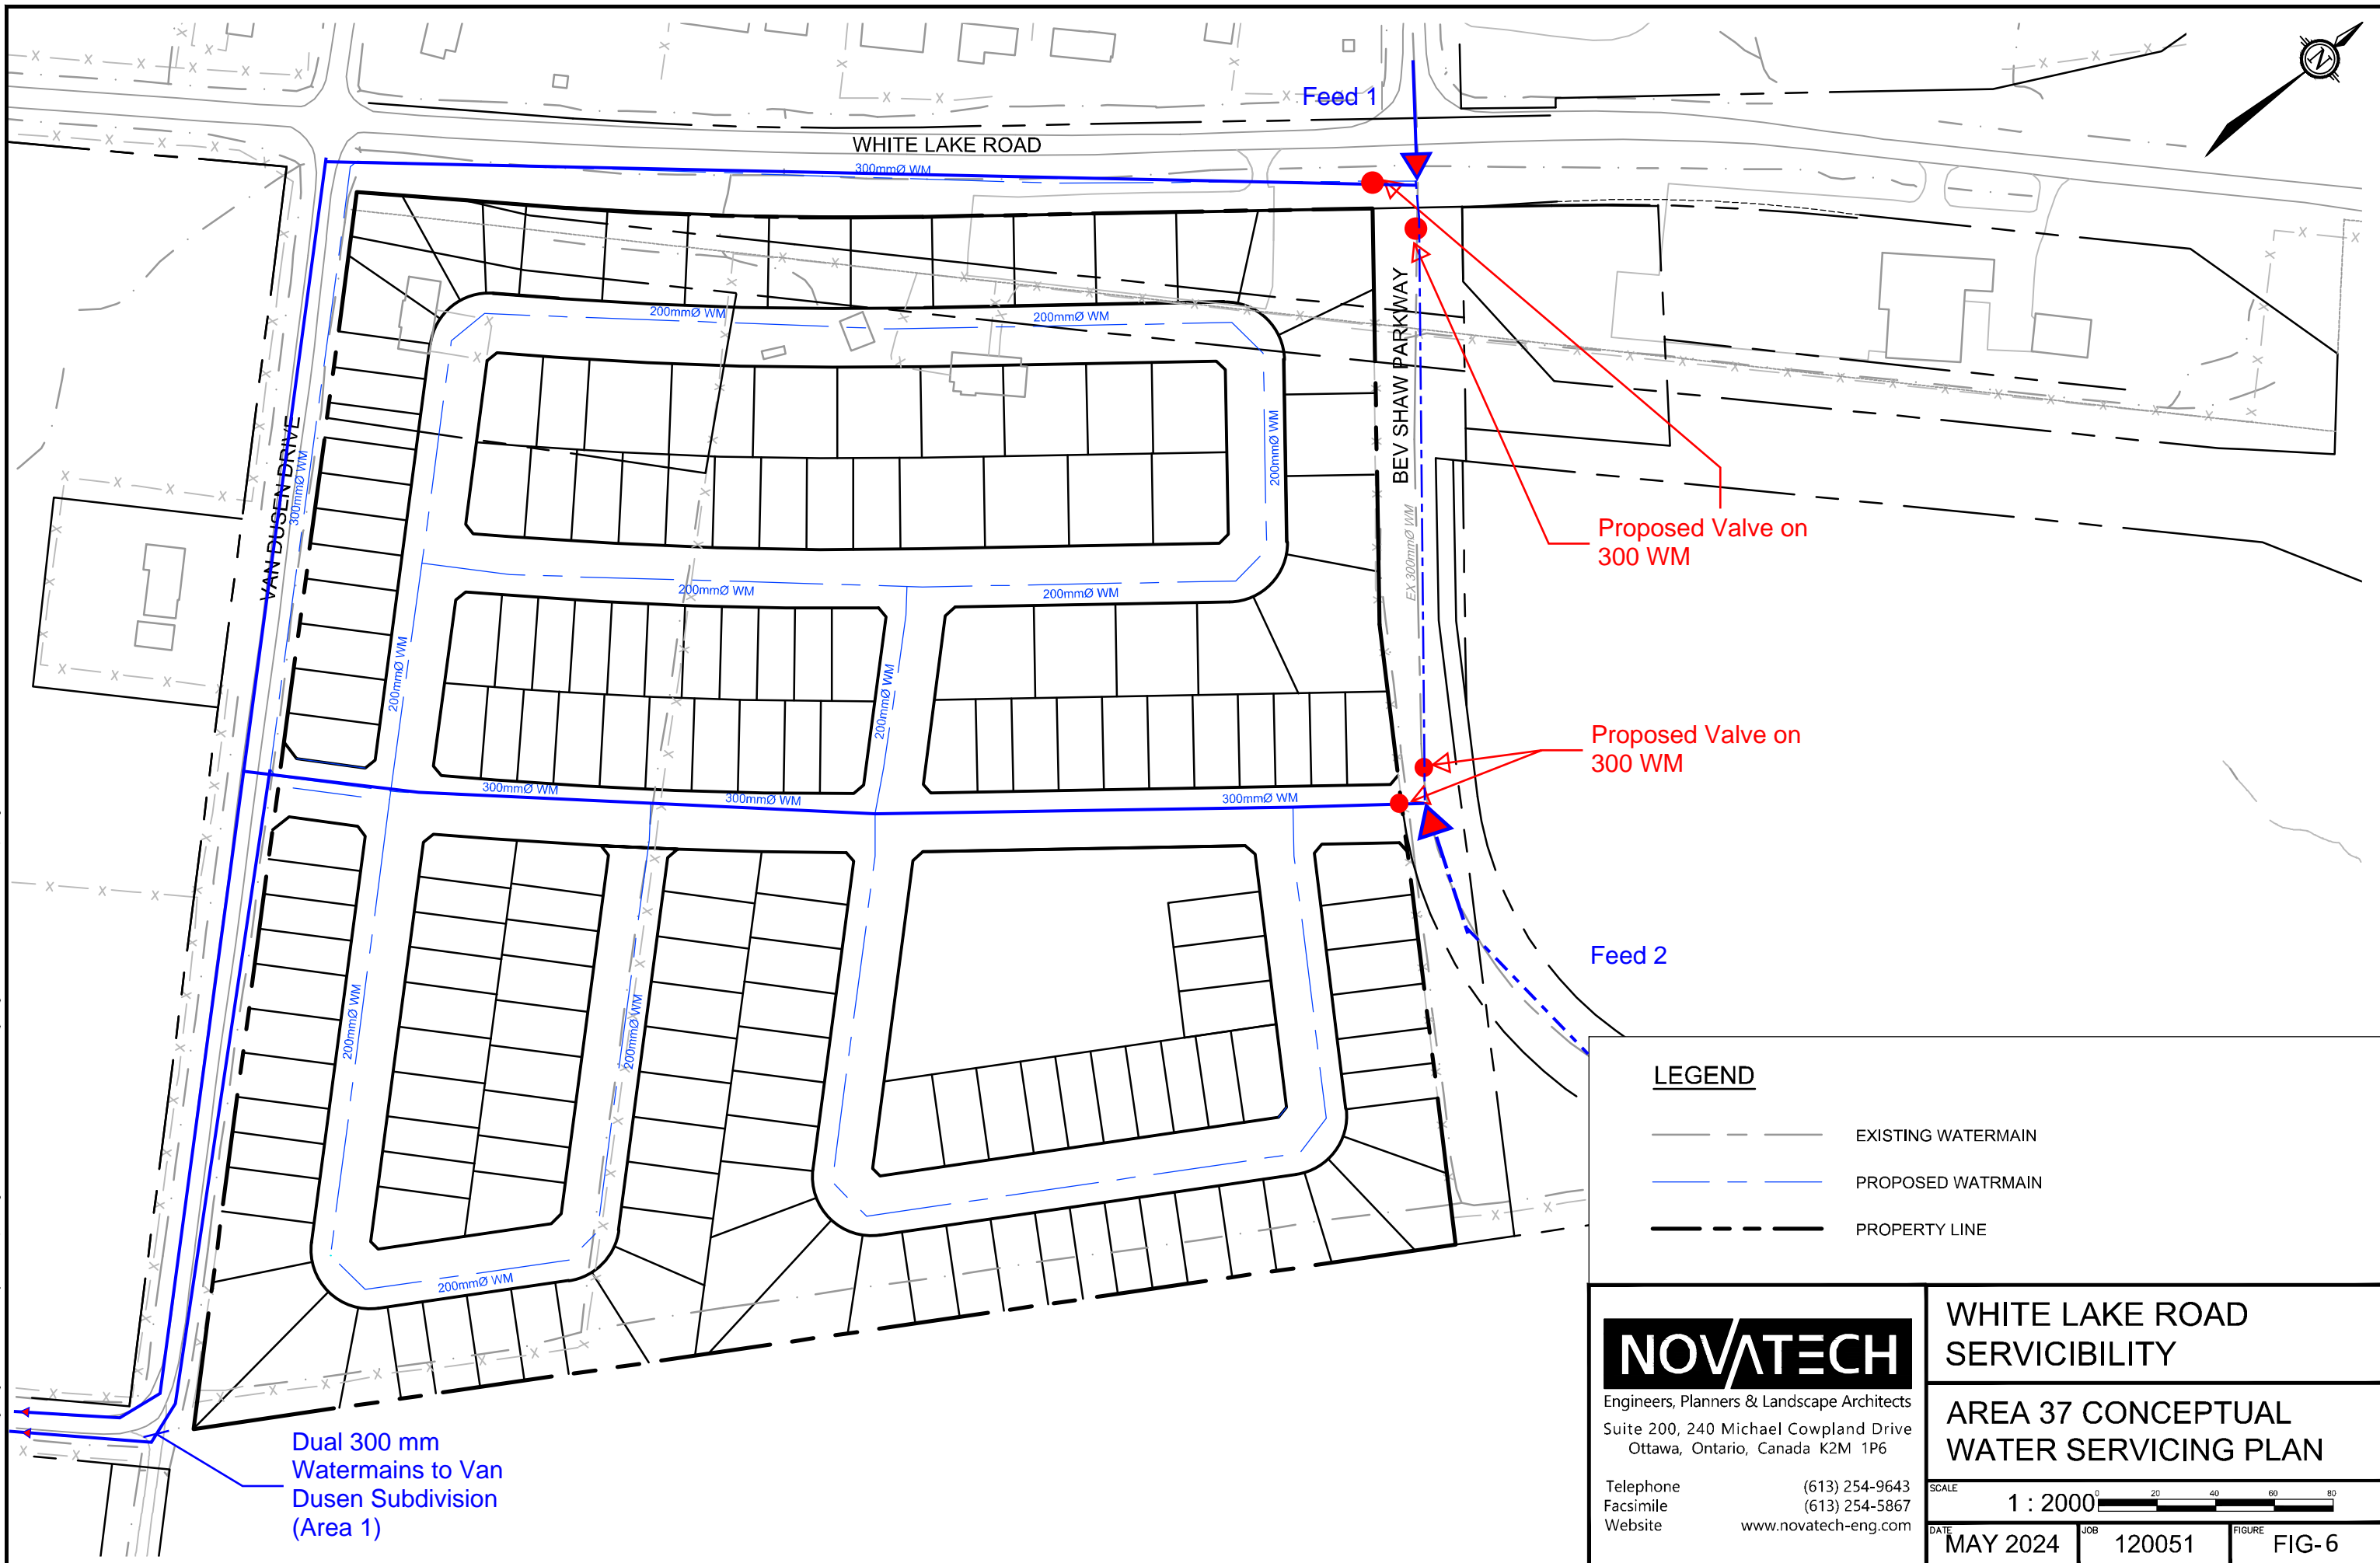 Feed 1
WHITE LAKE ROAD
300mmØ WM
200mmØ WM
200mmØ WM
BEV SHAW PARKWAY
200mmØ WM
VAN DUSEN DRIVE
300mmØ WM
EX 300mmØ WM
Proposed Valve on
300 WM
200mmØ WM
200mmØ WM
200mmØ WM
200mmØ WM
Proposed Valve on
300 WM
300mmØ WM
300mmØ WM
300mmØ WM
Feed 2
200mmØ WM
200mmØ WM
200mmØ WM
Dual 300 mm
Watermains to Van
Dusen Subdivision
(Area 1)
LEGEND
EXISTING WATERMAIN
PROPOSED WATRMAIN
PROPERTY LINE
NOVATECH
Engineers, Planners & Landscape Architects
Suite 200, 240 Michael Cowpland Drive
Ottawa, Ontario, Canada K2M 1P6
Telephone (613) 254-9643
Facsimile (613) 254-5867
Website www.novatech-eng.com
WHITE LAKE ROAD
SERVICIBILITY
AREA 37 CONCEPTUAL
WATER SERVICING PLAN
SCALE
1 : 2000
0 20 40 60 80
DATE MAY 2024
JOB 120051
FIGURE FIG-6
N